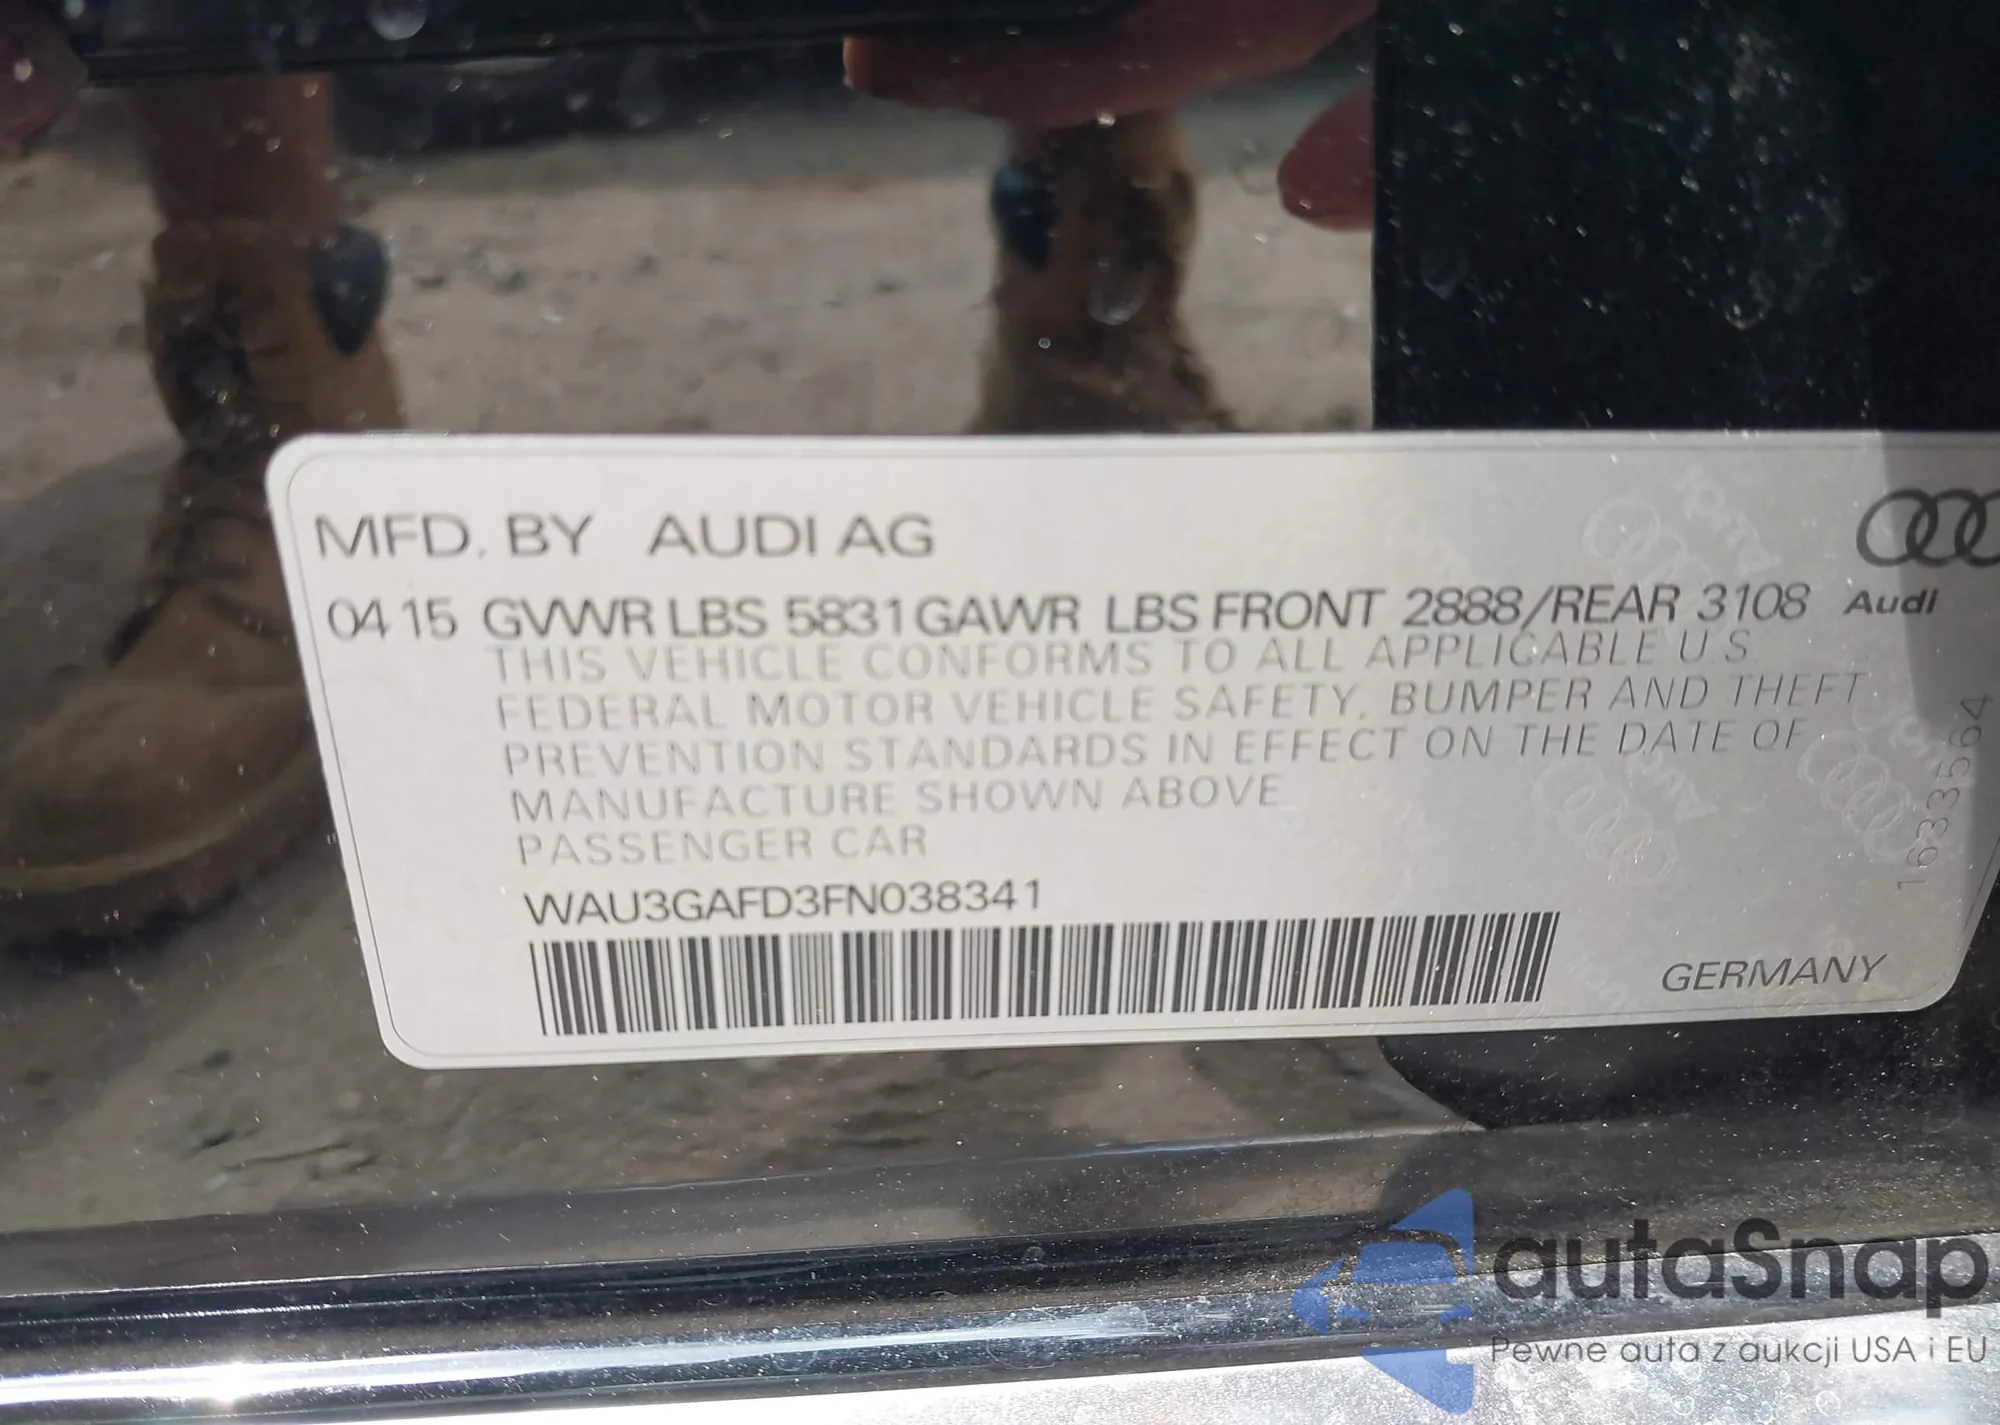 MFD. BY AUDI AG
04 15 GVWR LBS 5831 GAWR LBS FRONT 2888/REAR 3108 Audi
THIS VEHICLE CONFORMS TO ALL APPLICABLE U S
FEDERAL MOTOR VEHICLE SAFETY. BUMPER AND THEFT
PREVENTION STANDARDS IN EFFECT ON THE DATE OF
MANUFACTURE SHOWN ABOVE
PASSENGER CAR
WAU3GAFD3FN038341
GERMANY
1633564
autaSnap
Pewne auta z aukcji USA i EU